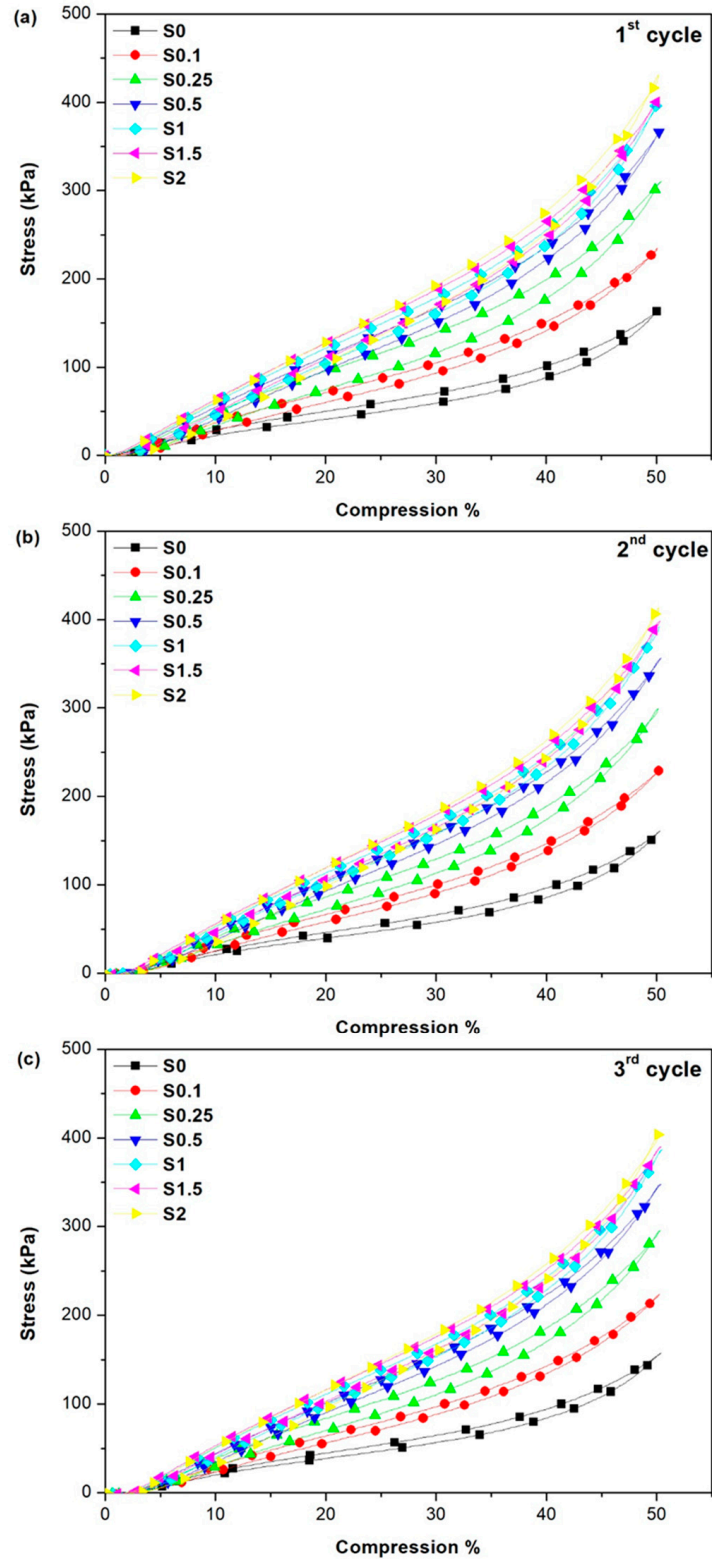 (a)
500
400
300
200
100
0
Stress (kPa)
S0
S0.1
S0.25
S0.5
S1
S1.5
S2
1st cycle
0 10 20 30 40 50
Compression %
(b)
500
400
300
200
100
0
Stress (kPa)
S0
S0.1
S0.25
S0.5
S1
S1.5
S2
2nd cycle
0 10 20 30 40 50
Compression %
(c)
500
400
300
200
100
0
Stress (kPa)
S0
S0.1
S0.25
S0.5
S1
S1.5
S2
3rd cycle
0 10 20 30 40 50
Compression %